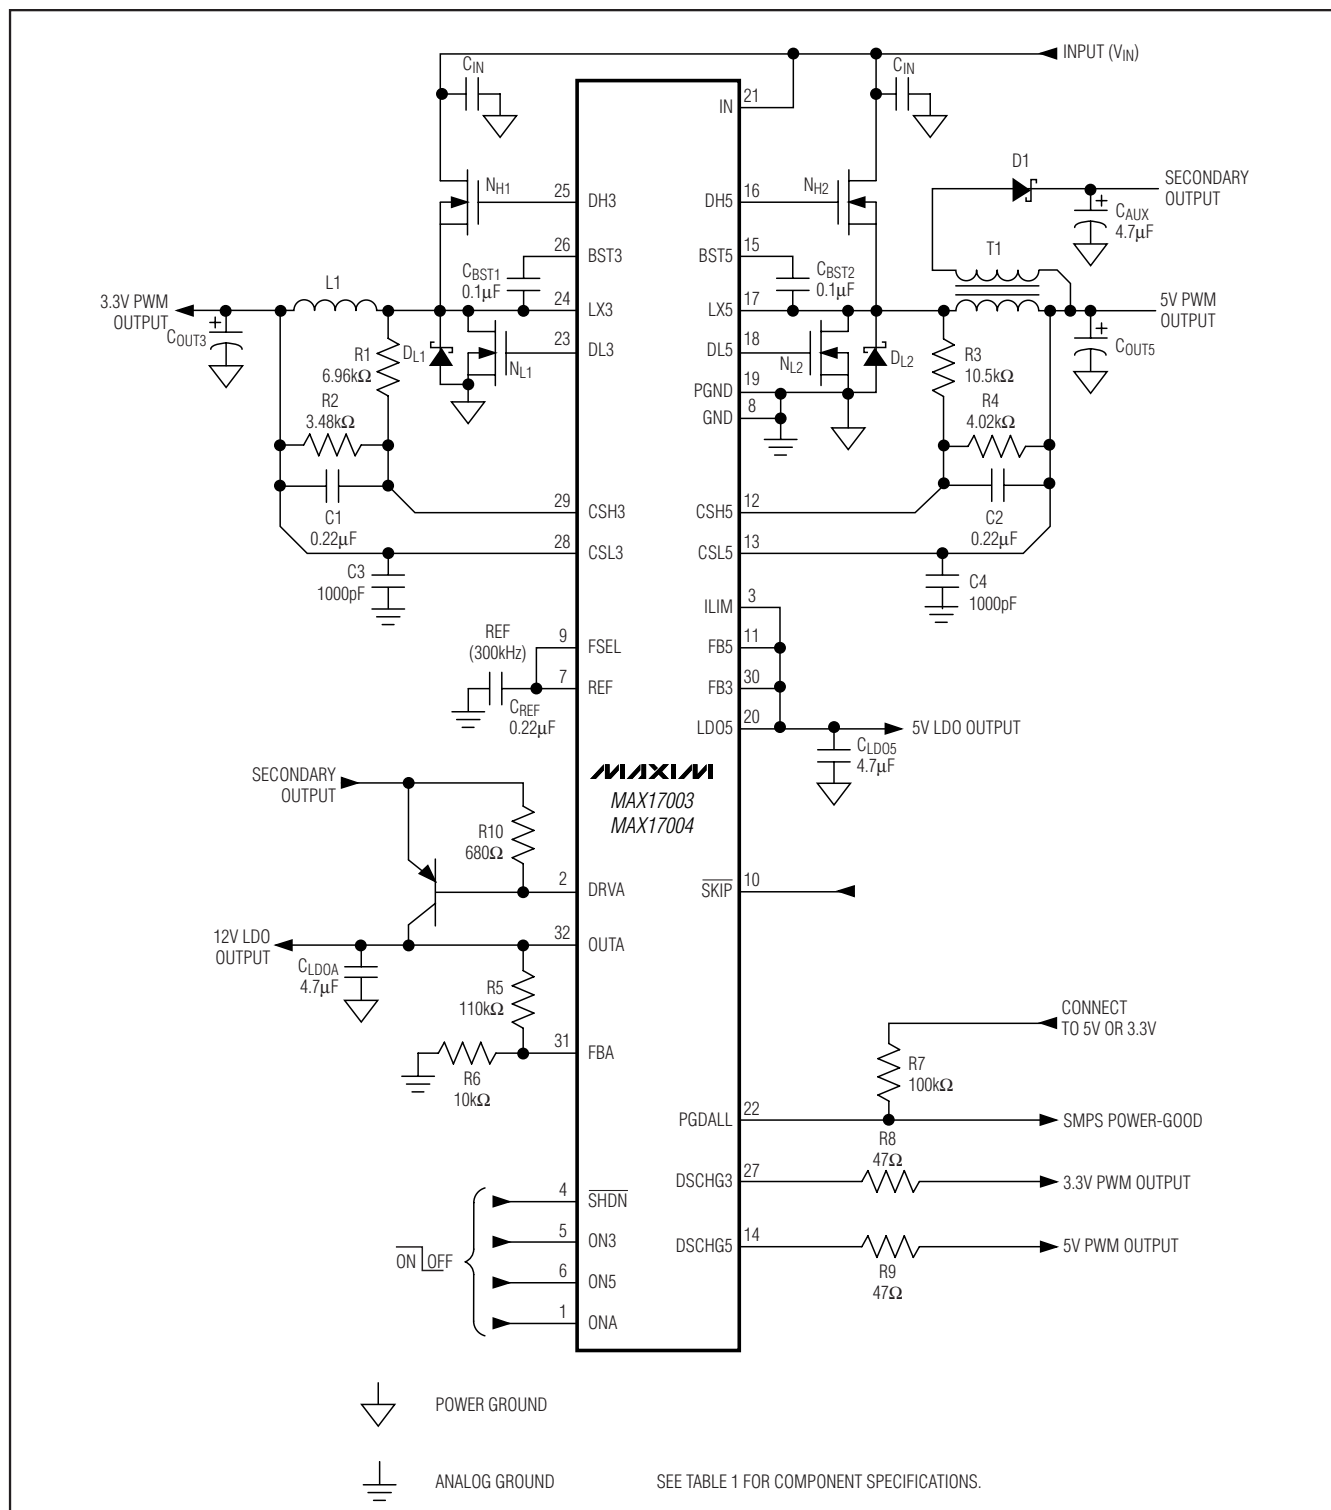 INPUT (VIN)
CIN
CIN
IN
21
D1
SECONDARY
OUTPUT
CAUX
4.7μF
NH1
25
DH3
DH5
16
NH2
26
BST3
BST5
15
T1
CBST1
0.1μF
CBST2
0.1μF
L1
3.3V PWM
OUTPUT
24
LX3
LX5
17
5V PWM
OUTPUT
COUT3
COUT5
R1
6.96kΩ
DL1
NL1
23
DL3
DL5
18
NL2
DL2
R3
10.5kΩ
PGND
19
GND
8
R2
3.48kΩ
R4
4.02kΩ
C1
0.22μF
29
CSH3
CSH5
12
C2
0.22μF
28
CSL3
CSL5
13
C3
1000pF
C4
1000pF
ILIM
3
REF
(300kHz)
9
FSEL
FB5
11
7
REF
FB3
30
CREF
0.22μF
LDO5
20
5V LDO OUTPUT
CLDO5
4.7μF
MAXIM
MAX17003
MAX17004
SECONDARY
OUTPUT
R10
680Ω
2
DRVA
SKIP
10
12V LDO
OUTPUT
32
OUTA
CLDOA
4.7μF
R5
110kΩ
31
FBA
R6
10kΩ
CONNECT
TO 5V OR 3.3V
R7
100kΩ
PGDALL
22
SMPS POWER-GOOD
R8
47Ω
DSCHG3
27
3.3V PWM OUTPUT
4
SHDN
5
ON3
DSCHG5
14
5V PWM OUTPUT
R9
47Ω
ON OFF
6
ON5
1
ONA
POWER GROUND
ANALOG GROUND
SEE TABLE 1 FOR COMPONENT SPECIFICATIONS.